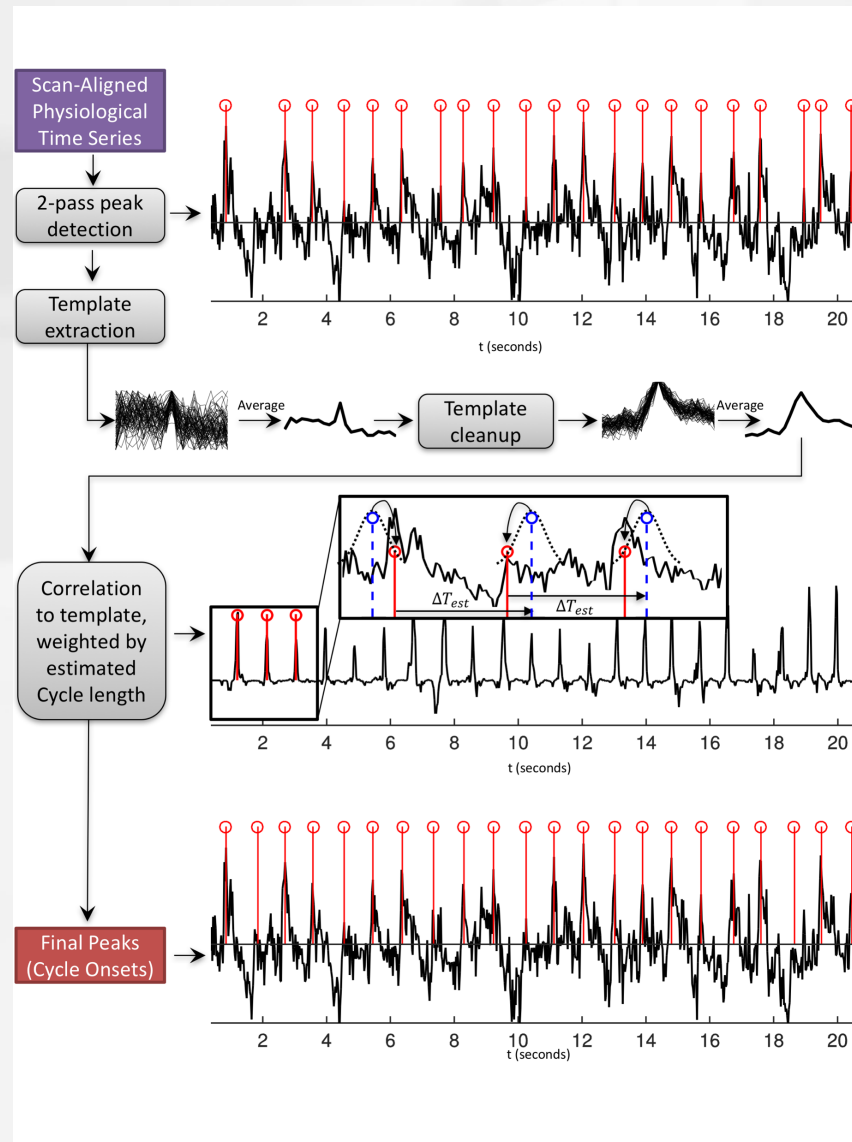 Scan-Aligned
Physiological
Time Series
2-pass peak
detection
2 4 6 8 10 12 14 16 18 20
t (seconds)
Template
extraction
Average
Template
cleanup
Average
Correlation
to template,
weighted by
estimated
Cycle length
ΔT_est
ΔT_est
2 4 6 8 10 12 14 16 18 20
t (seconds)
Final Peaks
(Cycle Onsets)
2 4 6 8 10 12 14 16 18 20
t (seconds)